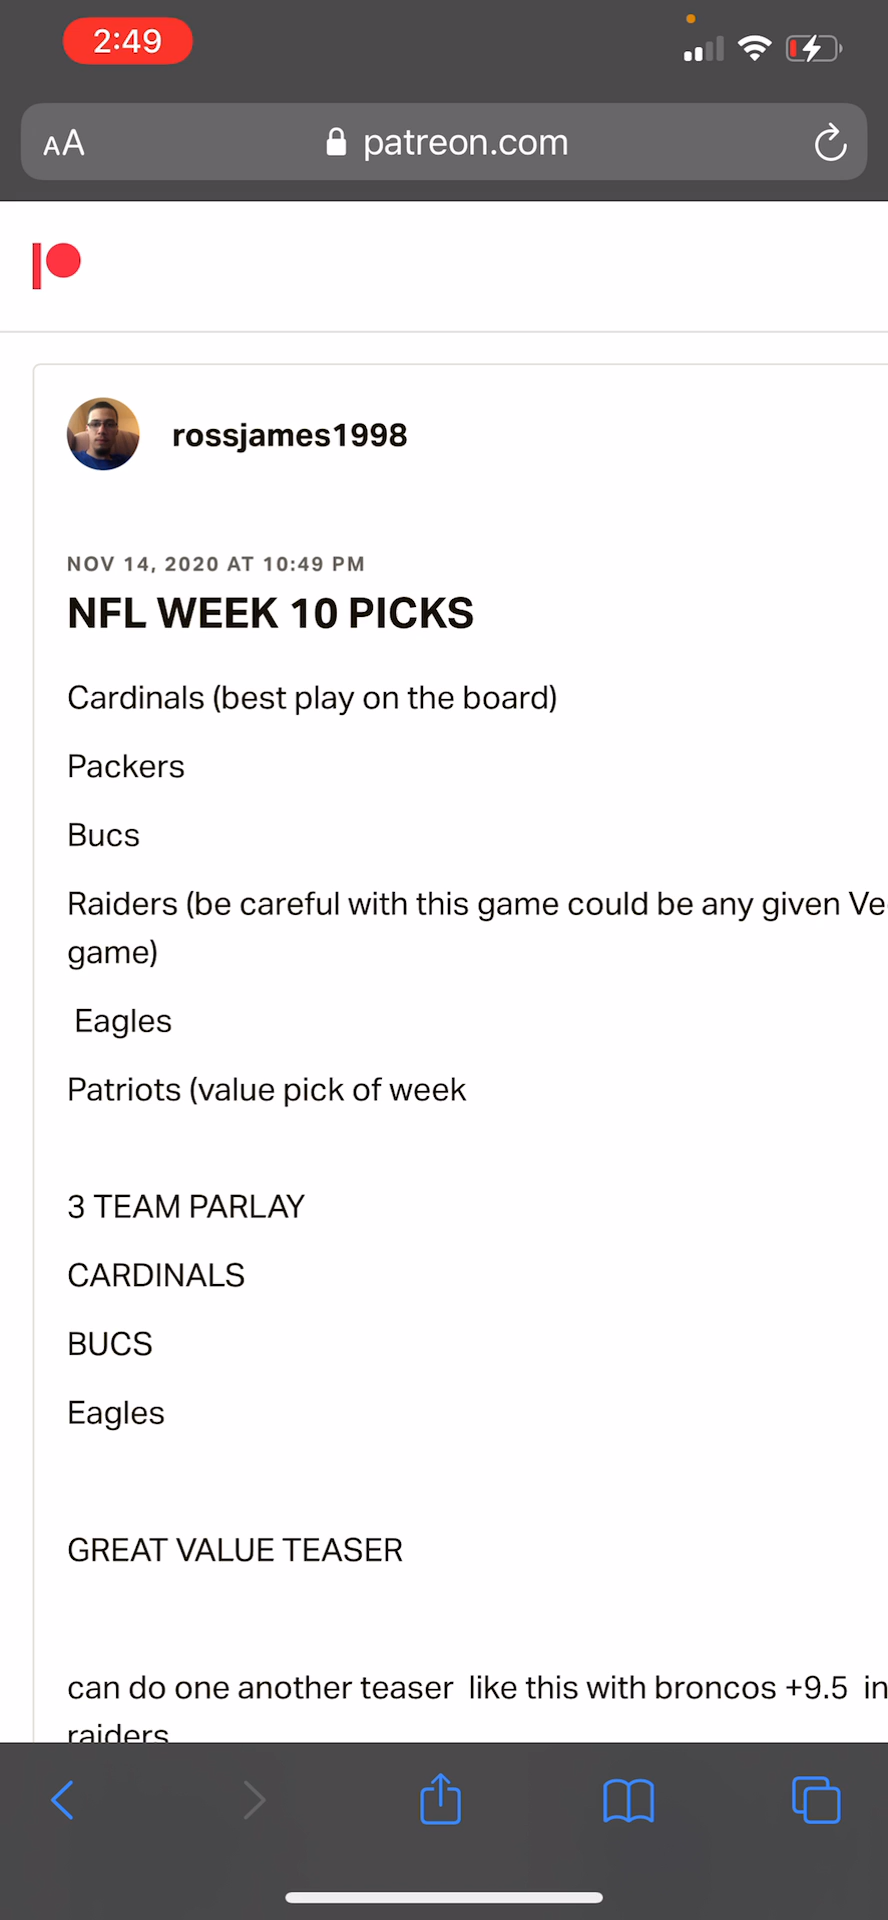 2:49
AA patreon.com
rossjames1998
NOV 14, 2020 AT 10:49 PM
NFL WEEK 10 PICKS
Cardinals (best play on the board)
Packers
Bucs
Raiders (be careful with this game could be any given Ve
game)
Eagles
Patriots (value pick of week
3 TEAM PARLAY
CARDINALS
BUCS
Eagles
GREAT VALUE TEASER
can do one another teaser like this with broncos +9.5 in
raiders